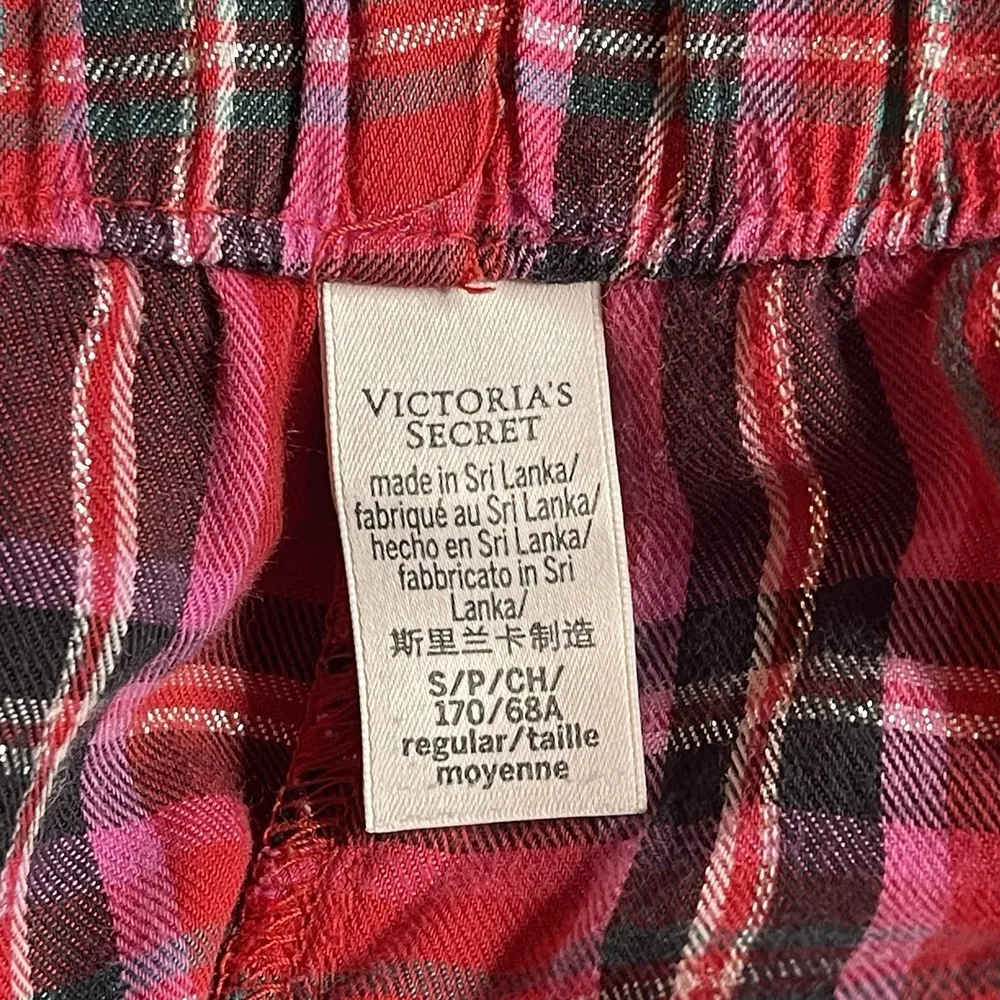 VICTORIA'S
SECRET
made in Sri Lanka/
fabriqué au Sri Lanka/
hecho en Sri Lanka/
fabbricato in Sri
Lanka/
斯里兰卡制造
S/P/CH/
170/68A
regular/taille
moyenne